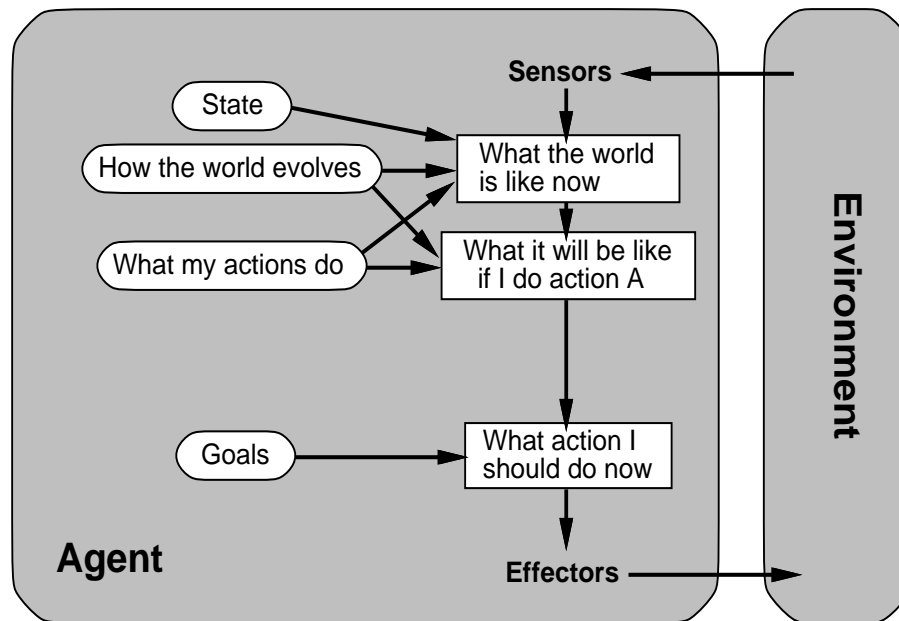 Sensors
State
What the world
is like now
How the world evolves
What it will be like
if I do action A
What my actions do
What action I
should do now
Goals
Agent
Effectors
Environment